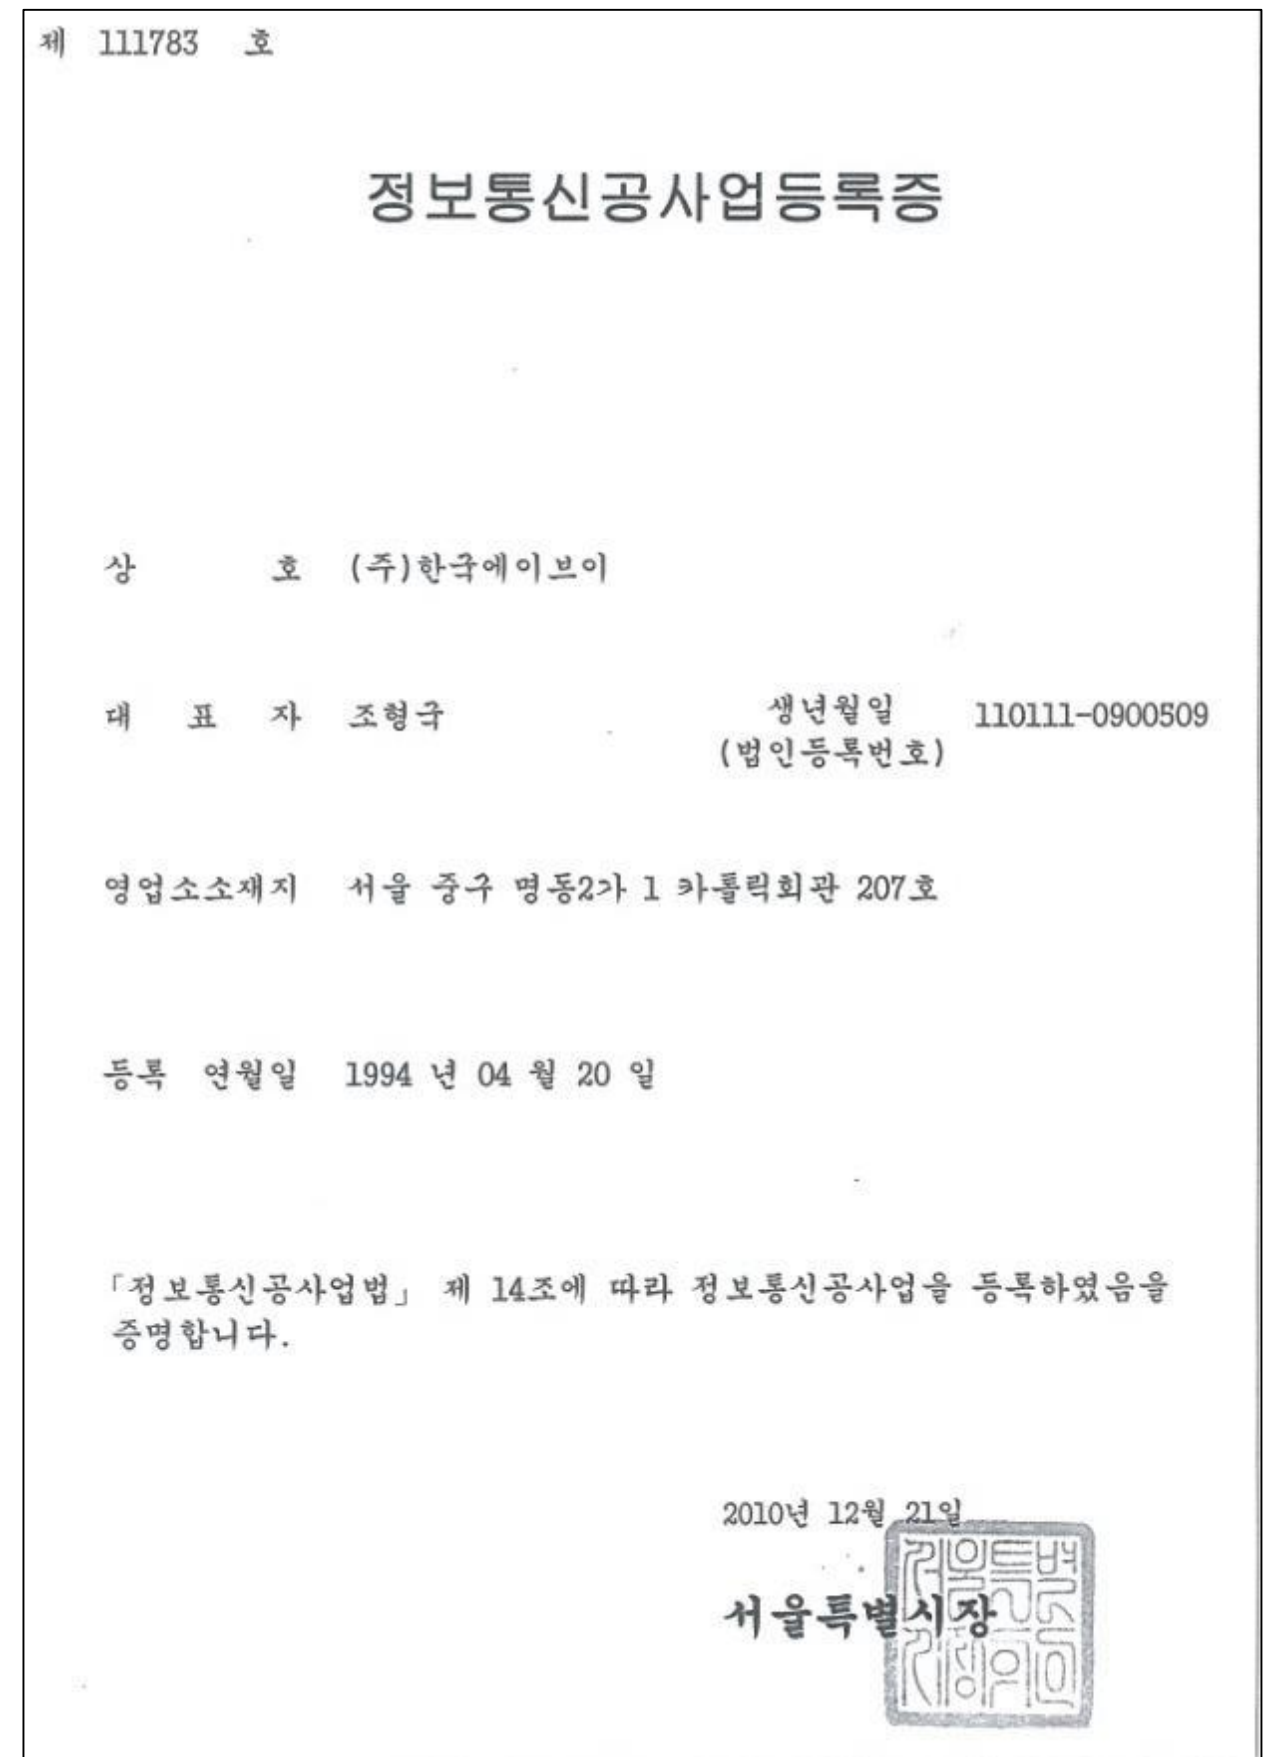 제 111783 호
정보통신공사업등록증
상 호 (주)한국에이브이
대 표 자 조형국 생년월일 110111-0900509
(법인등록번호)
영업소소재지 서울 중구 명동2가 1 카톨릭회관 207호
등록 연월일 1994 년 04 월 20 일
「정보통신공사업법」 제 14조에 따라 정보통신공사업을 등록하였음을
증명합니다.
2010년 12월 21일
서울특별시장